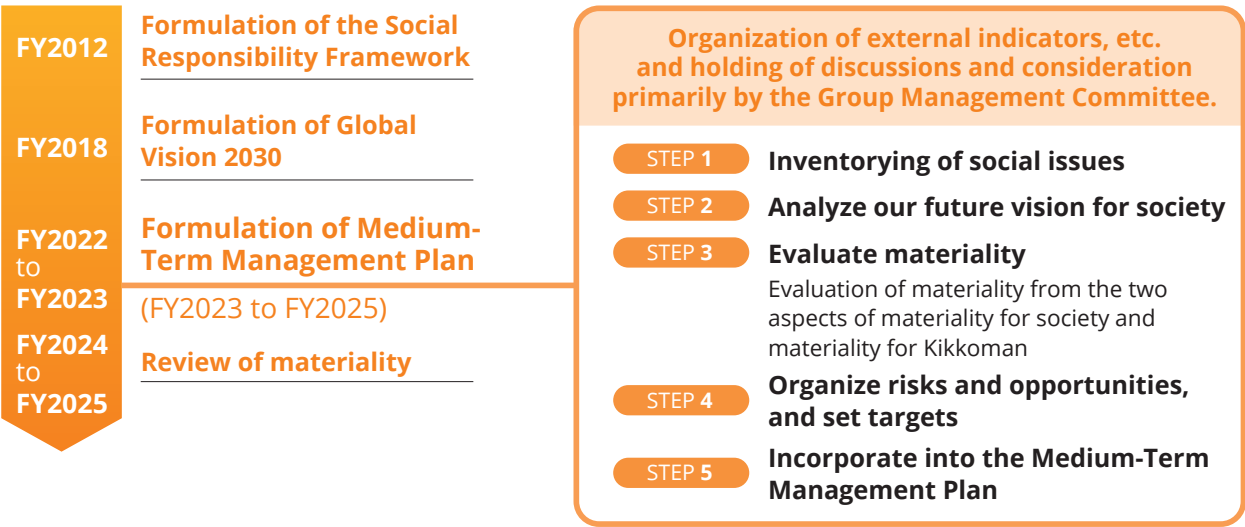 FY2012
Formulation of the Social
Responsibility Framework
FY2018
Formulation of Global
Vision 2030
FY2022
to
FY2023
Formulation of Medium-
Term Management Plan
(FY2023 to FY2025)
FY2024
to
FY2025
Review of materiality
Organization of external indicators, etc.
and holding of discussions and consideration
primarily by the Group Management Committee.
STEP 1
Inventorying of social issues
STEP 2
Analyze our future vision for society
STEP 3
Evaluate materiality
Evaluation of materiality from the two
aspects of materiality for society and
materiality for Kikkoman
STEP 4
Organize risks and opportunities,
and set targets
STEP 5
Incorporate into the Medium-Term
Management Plan